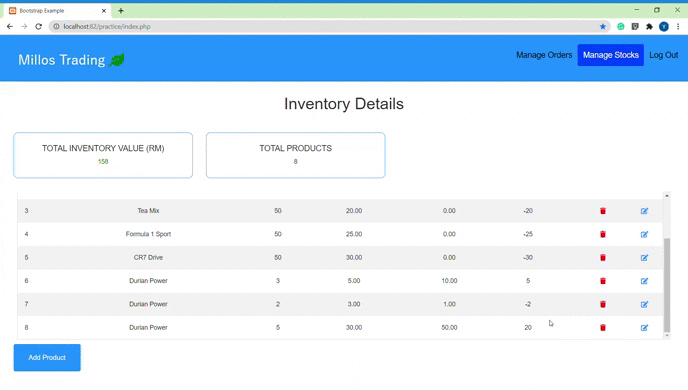 Bootstrap Example
localhost:82/practice/index.php
Y
Millos Trading
Manage Orders Manage Stocks Log Out
Inventory Details
TOTAL INVENTORY VALUE (RM) TOTAL PRODUCTS
158 8
3 Tea Mix 50 20.00 0.00 -20
4 Formula 1 Sport 50 25.00 0.00 -25
5 CR7 Drive 50 30.00 0.00 -30
6 Durian Power 3 5.00 10.00 5
7 Durian Power 2 3.00 1.00 -2
8 Durian Power 5 30.00 50.00 20
Add Product